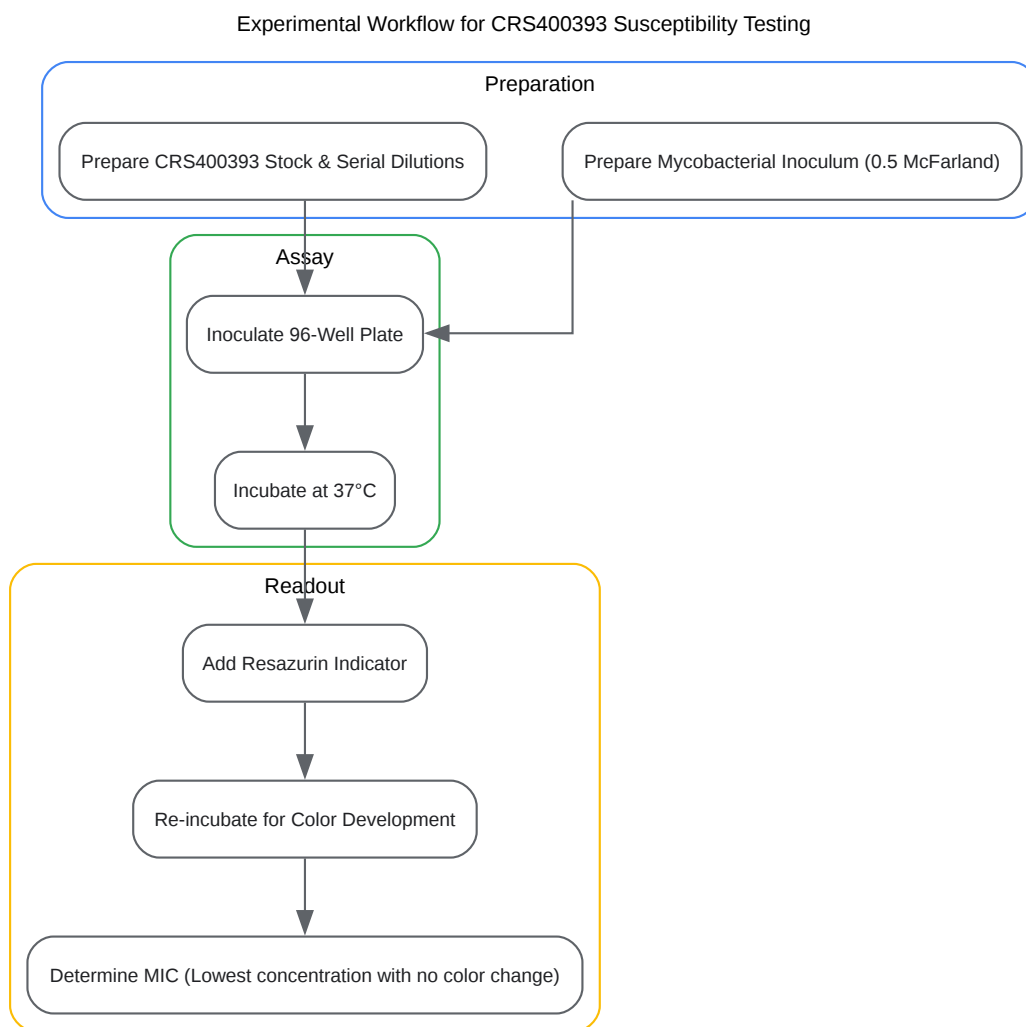 Experimental Workflow for CRS400393 Susceptibility Testing
Preparation
Prepare CRS400393 Stock & Serial Dilutions
Prepare Mycobacterial Inoculum (0.5 McFarland)
Assay
Inoculate 96-Well Plate
Incubate at 37°C
Readout
Add Resazurin Indicator
Re-incubate for Color Development
Determine MIC (Lowest concentration with no color change)